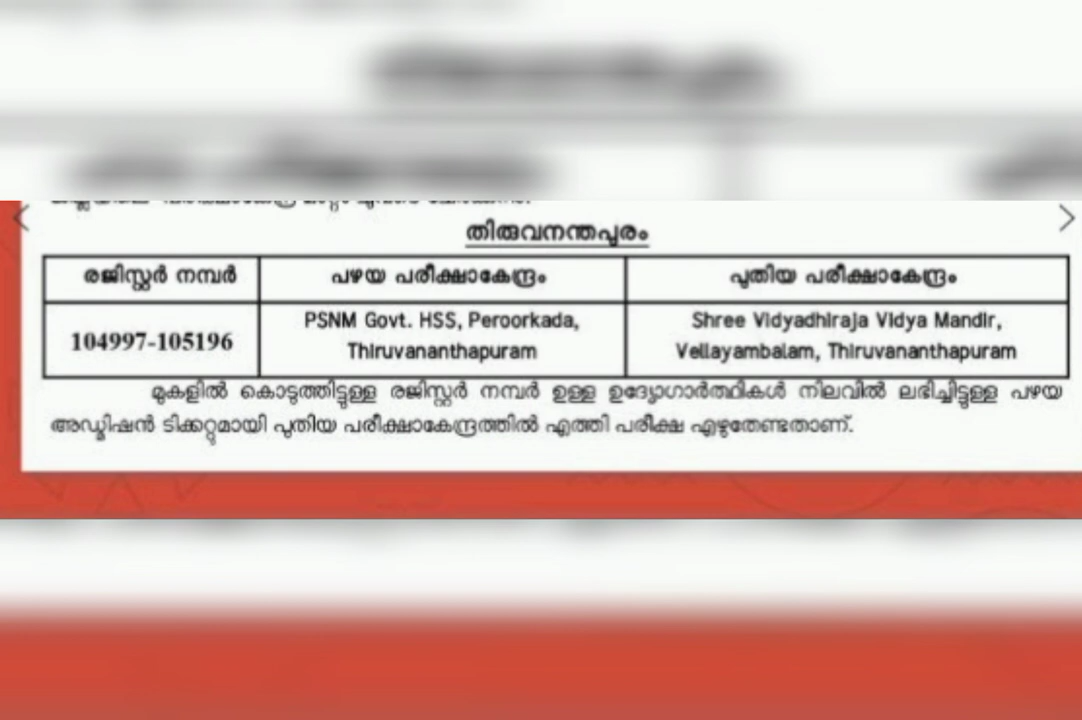 തിരുവനന്തപുരം
രജിസ്റ്റർ നമ്പർ
പഴയ പരീക്ഷാകേന്ദ്രം
പുതിയ പരീക്ഷാകേന്ദ്രം
104997-105196
PSNM Govt. HSS, Peroorkada,
Thiruvananthapuram
Shree Vidyadhiraja Vidya Mandir,
Vellayambalam, Thiruvananthapuram
മുകളിൽ കൊടുത്തിട്ടുള്ള രജിസ്റ്റർ നമ്പർ ഉള്ള ഉദ്യോഗാർത്ഥികൾ നിലവിൽ ലഭിച്ചിട്ടുള്ള പഴയ
അഡ്മിഷൻ ടിക്കറ്റുമായി പുതിയ പരീക്ഷാകേന്ദ്രത്തിൽ എത്തി പരീക്ഷ എഴുതേണ്ടതാണ്.